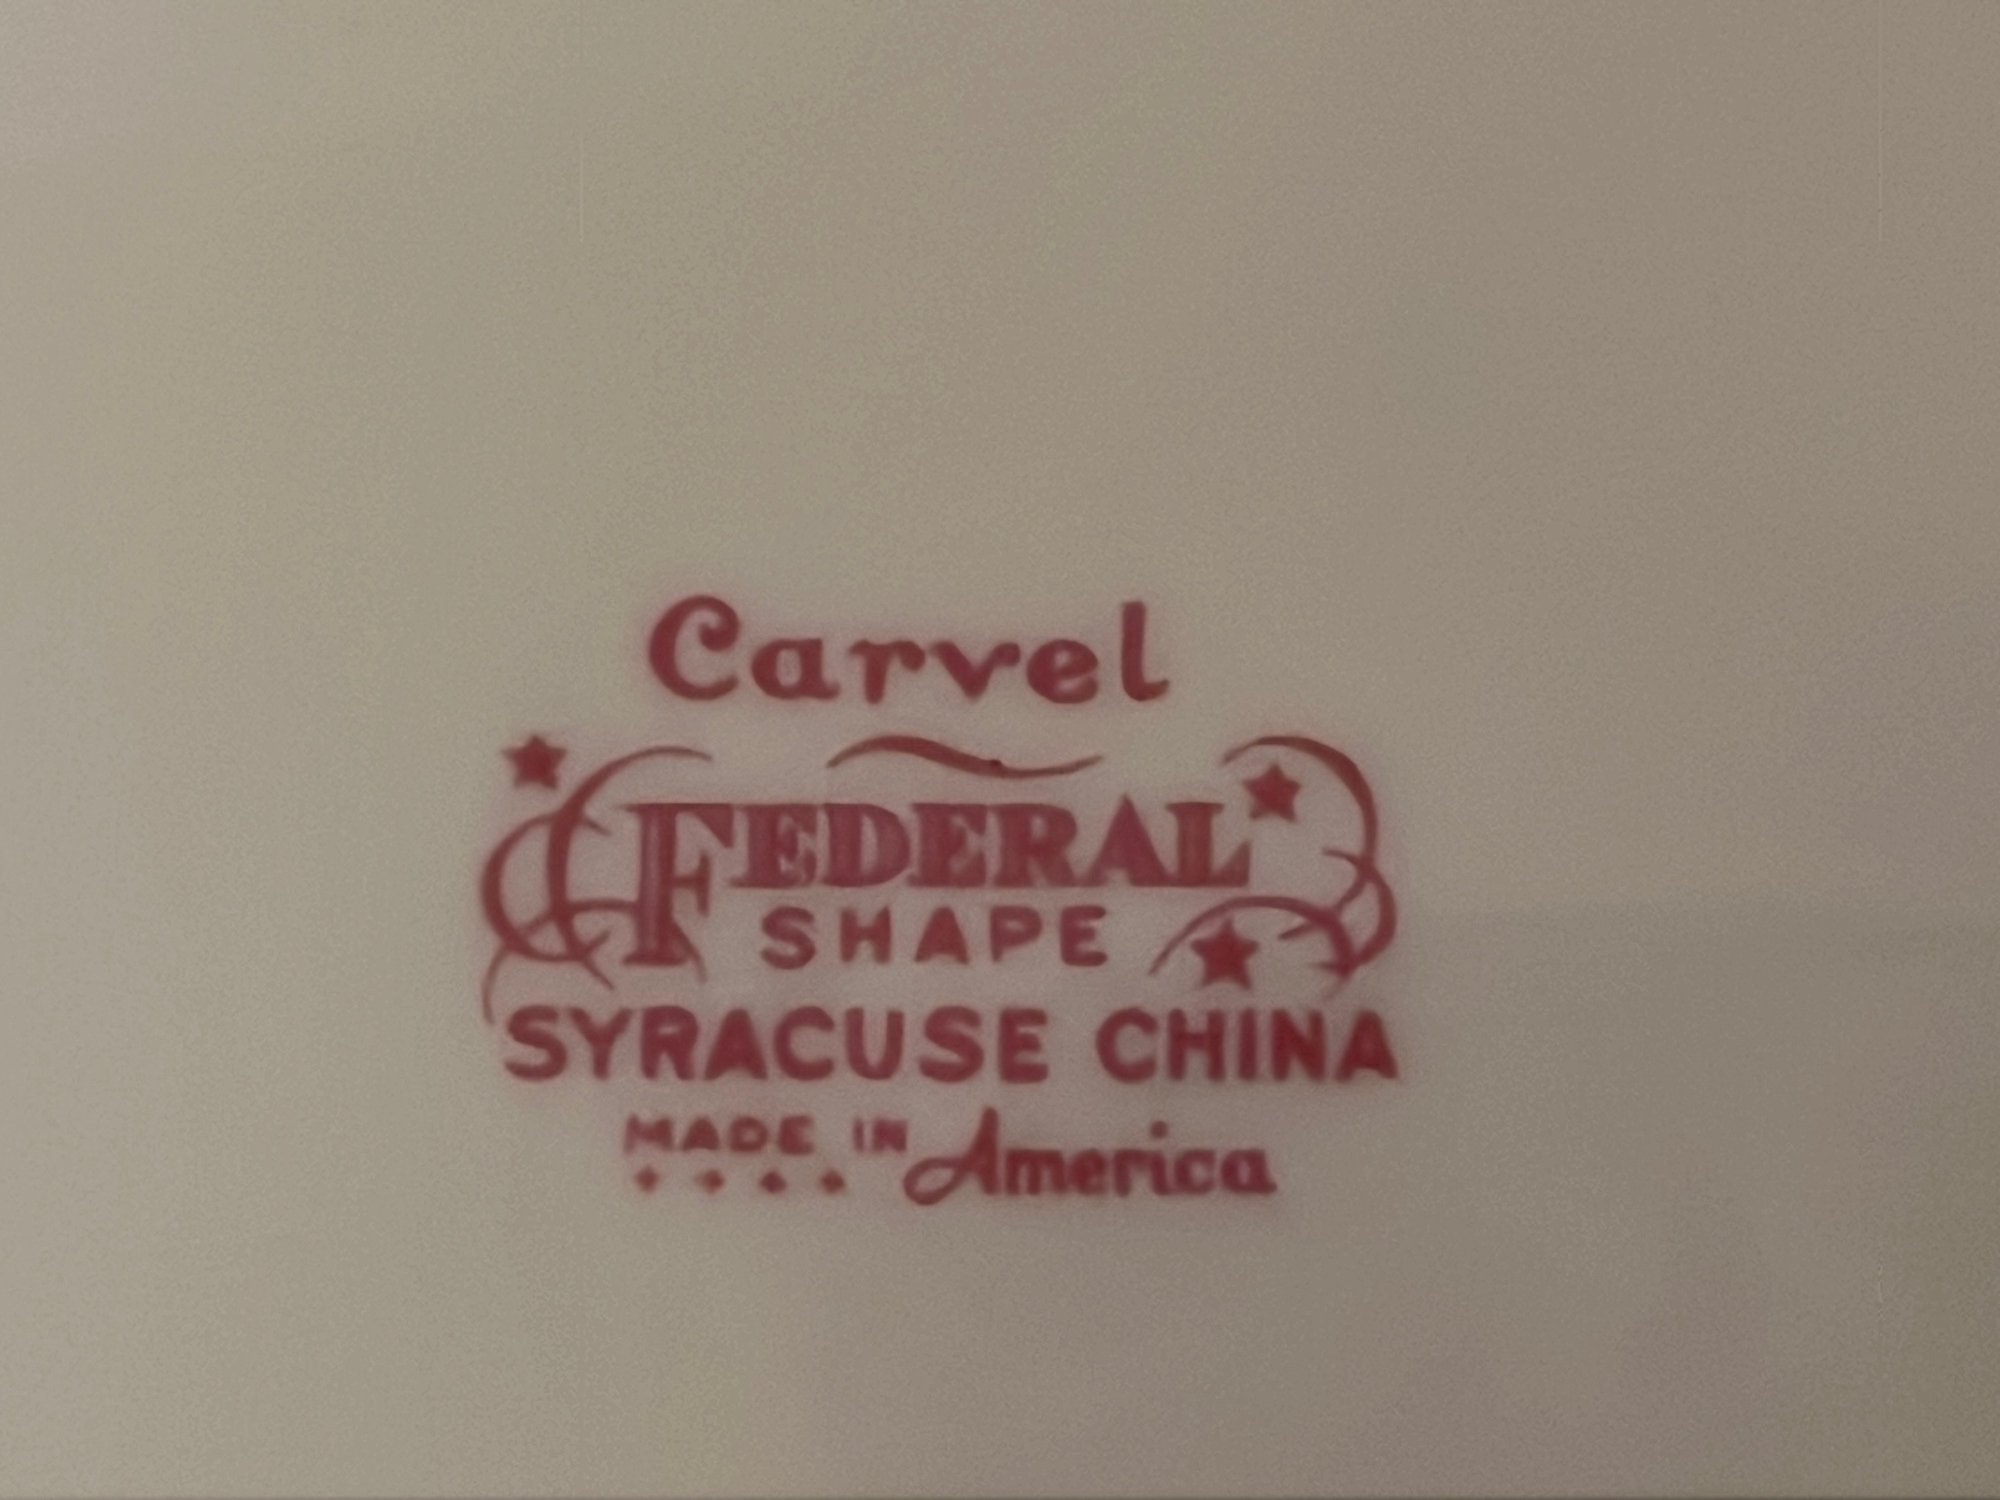 Carvel
FEDERAL
SHAPE
SYRACUSE CHINA
MADE IN America